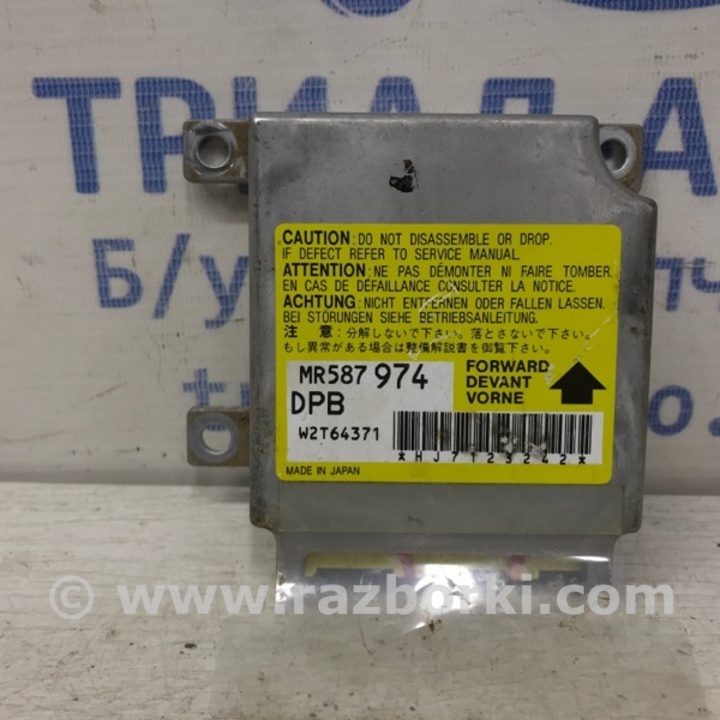 ТРИАЛ А
Б/у
пч
CAUTION: DO NOT DISASSEMBLE OR DROP.
IF DEFECT REFER TO SERVICE MANUAL.
ATTENTION: NE PAS DÉMONTER NI FAIRE TOMBER.
EN CAS DE DÉFAILLANCE CONSULTER LA NOTICE.
ACHTUNG: NICHT ENTFERNEN ODER FALLEN LASSEN.
BEI STÖRUNGEN SIEHE BETRIEBSANLEITUNG.
注 意:分解しないで下さい。落とさないで下さい。
もし異常がある場合は整備解説書を御覧下さい。
MR587 974
DPB
W2T64371
FORWARD
DEVANT
VORNE
*HJ7123242*
MADE IN JAPAN
© www.razborki.com